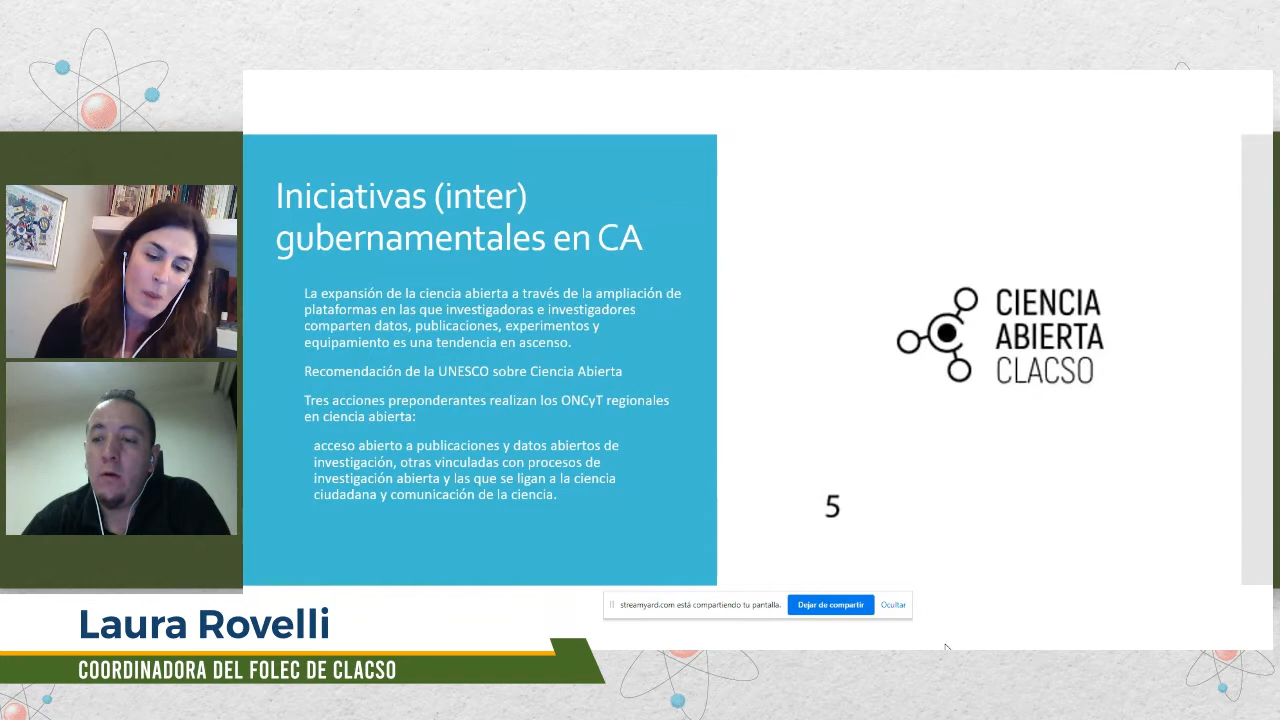 Iniciativas (inter)
gubernamentales en CA
La expansión de la ciencia abierta a través de la ampliación de
plataformas en las que investigadoras e investigadores
comparten datos, publicaciones, experimentos y
equipamiento es una tendencia en ascenso.
Recomendación de la UNESCO sobre Ciencia Abierta
Tres acciones preponderantes realizan los ONCyT regionales
en ciencia abierta:
acceso abierto a publicaciones y datos abiertos de
investigación, otras vinculadas con procesos de
investigación abierta y las que se ligan a la ciencia
ciudadana y comunicación de la ciencia.
CIENCIA
ABIERTA
CLACSO
5
streamyard.com está compartiendo tu pantalla.
Dejar de compartir
Ocultar
Laura Rovelli
COORDINADORA DEL FOLEC DE CLACSO